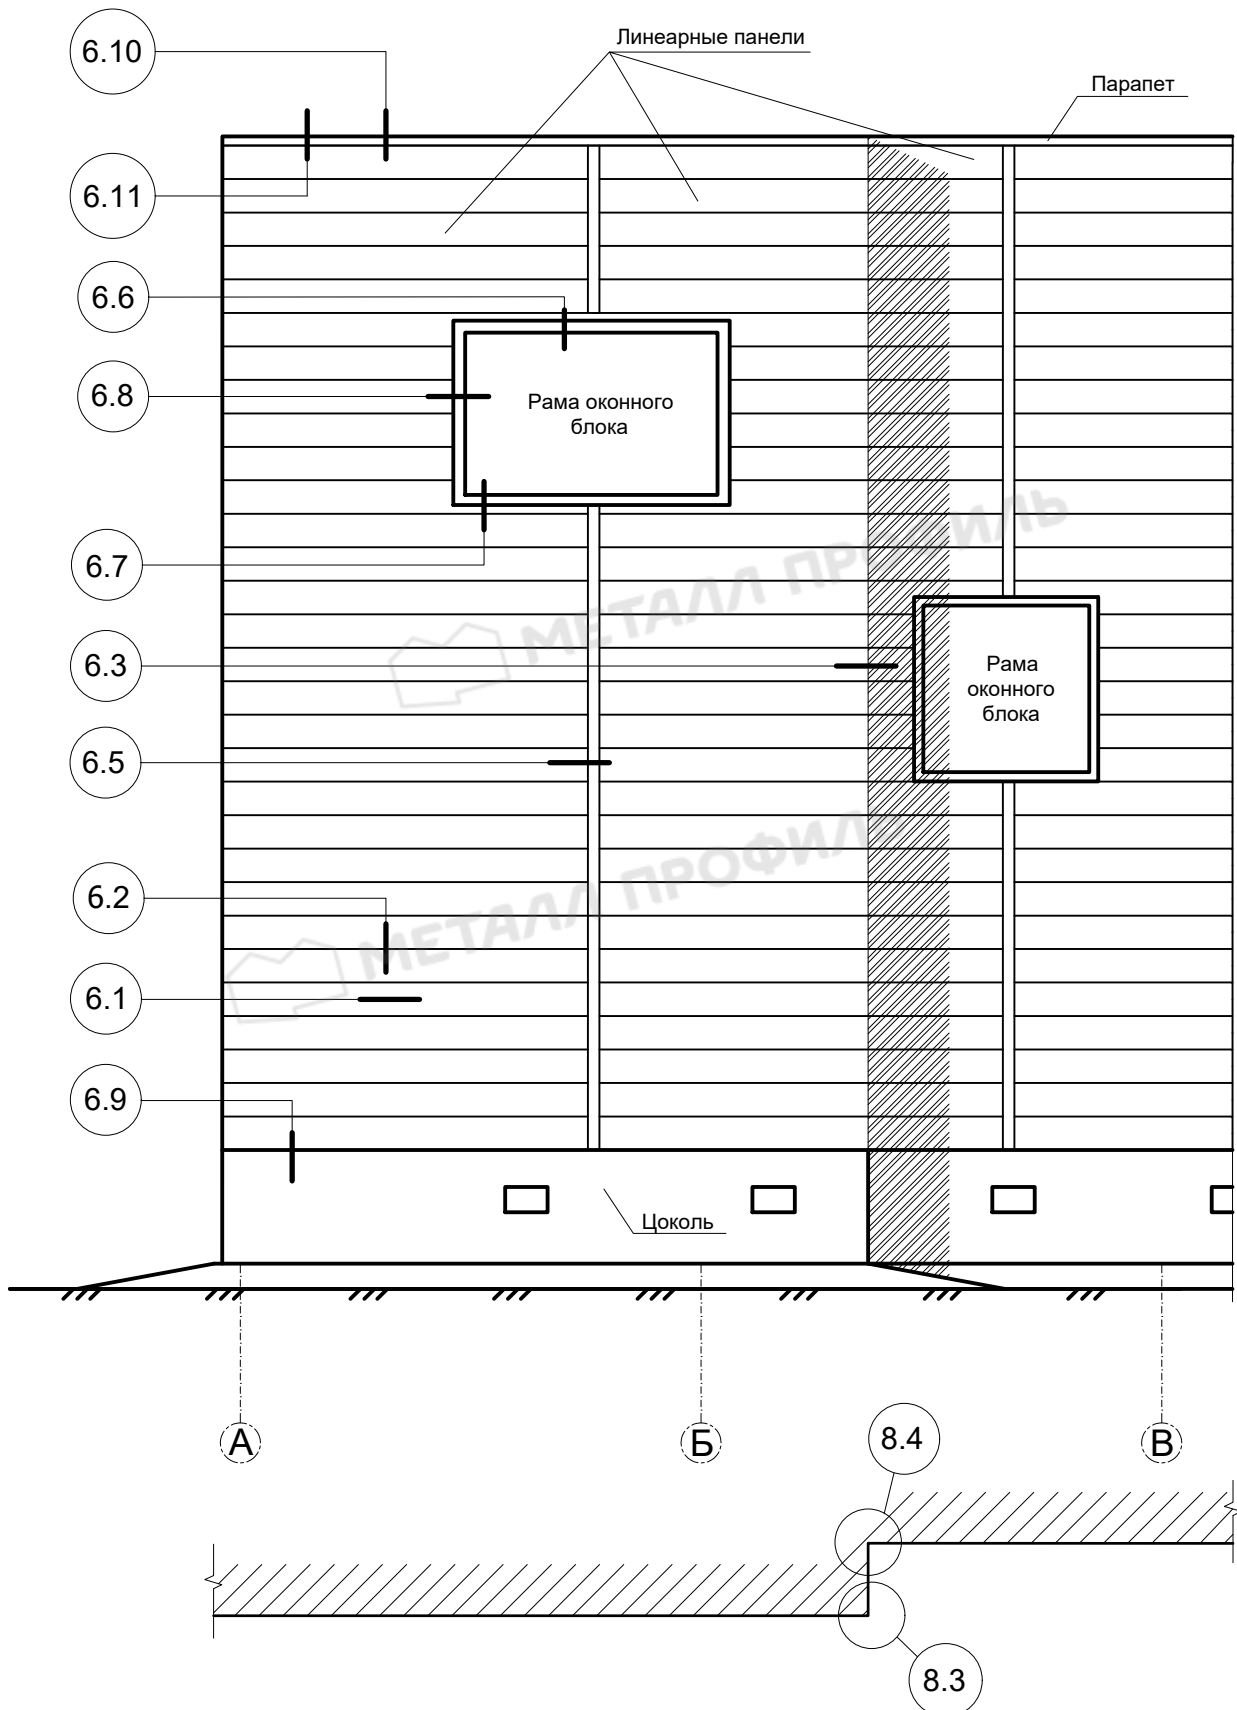 6.10
Линеарные панели
Парапет
6.11
6.6
6.8
Рама оконного
блока
6.7
МЕТАЛЛ ПРОФИЛЬ
6.3
Рама
оконного
блока
6.5
МЕТАЛЛ ПРОФИЛЬ
6.2
6.1
6.9
Цоколь
А
Б
В
8.4
8.3